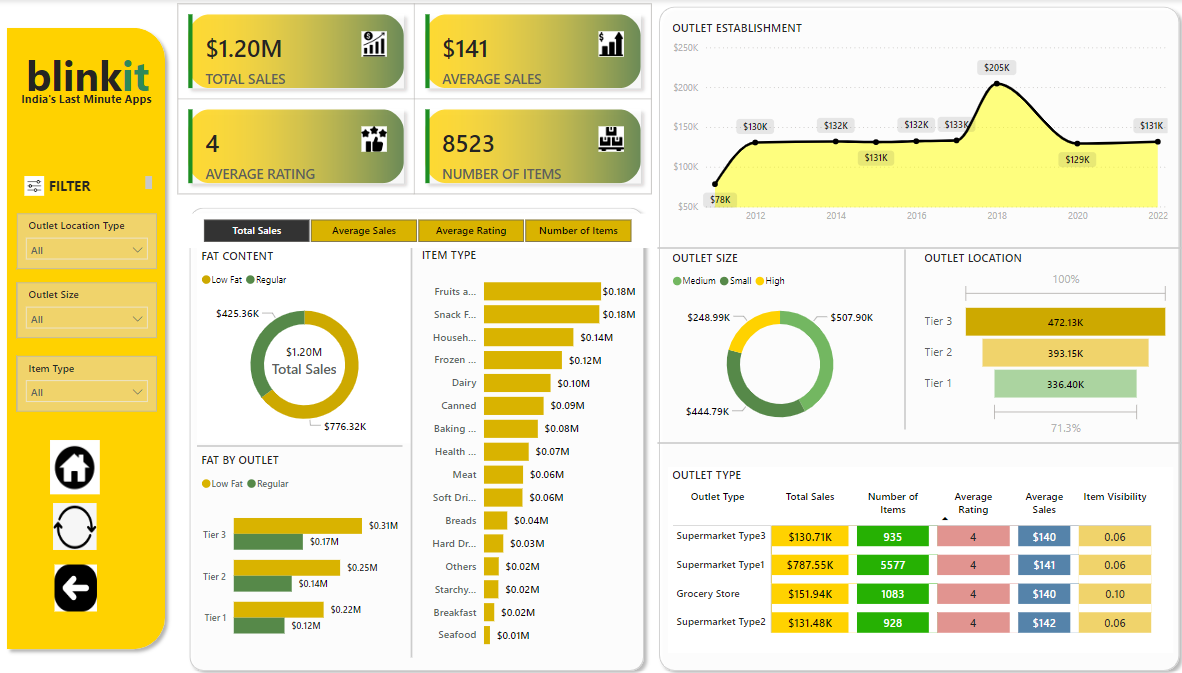 blinkit
India's Last Minute Apps
FILTER
Outlet Location Type
All
Outlet Size
All
Item Type
All
$1.20M
TOTAL SALES
$141
AVERAGE SALES
4
AVERAGE RATING
8523
NUMBER OF ITEMS
Total Sales
Average Sales
Average Rating
Number of Items
FAT CONTENT
Low Fat Regular
$425.36K
$1.20M
Total Sales
$776.32K
FAT BY OUTLET
Low Fat Regular
Tier 3 $0.31M
$0.17M
Tier 2 $0.25M
$0.14M
Tier 1 $0.22M
$0.12M
ITEM TYPE
Fruits a... $0.18M
Snack F... $0.18M
Househ... $0.14M
Frozen ... $0.12M
Dairy $0.10M
Canned $0.09M
Baking ... $0.08M
Health ... $0.07M
Meat $0.06M
Soft Dri... $0.06M
Breads $0.04M
Hard Dr... $0.03M
Others $0.02M
Starchy... $0.02M
Breakfast $0.02M
Seafood $0.01M
OUTLET ESTABLISHMENT
$250K
$200K
$150K
$100K
$50K
$78K
$130K
$132K
$131K
$132K
$133K
$205K
$129K
$131K
2012 2014 2016 2018 2020 2022
OUTLET SIZE
Medium Small High
$248.99K
$507.90K
$444.79K
OUTLET LOCATION
100%
Tier 3 472.13K
Tier 2 393.15K
Tier 1 336.40K
71.3%
OUTLET TYPE
Outlet Type Total Sales Number of Items Average Rating Average Sales Item Visibility
Supermarket Type3 $130.71K 935 4 $140 0.06
Supermarket Type1 $787.55K 5577 4 $141 0.06
Grocery Store $151.94K 1083 4 $140 0.10
Supermarket Type2 $131.48K 928 4 $142 0.06